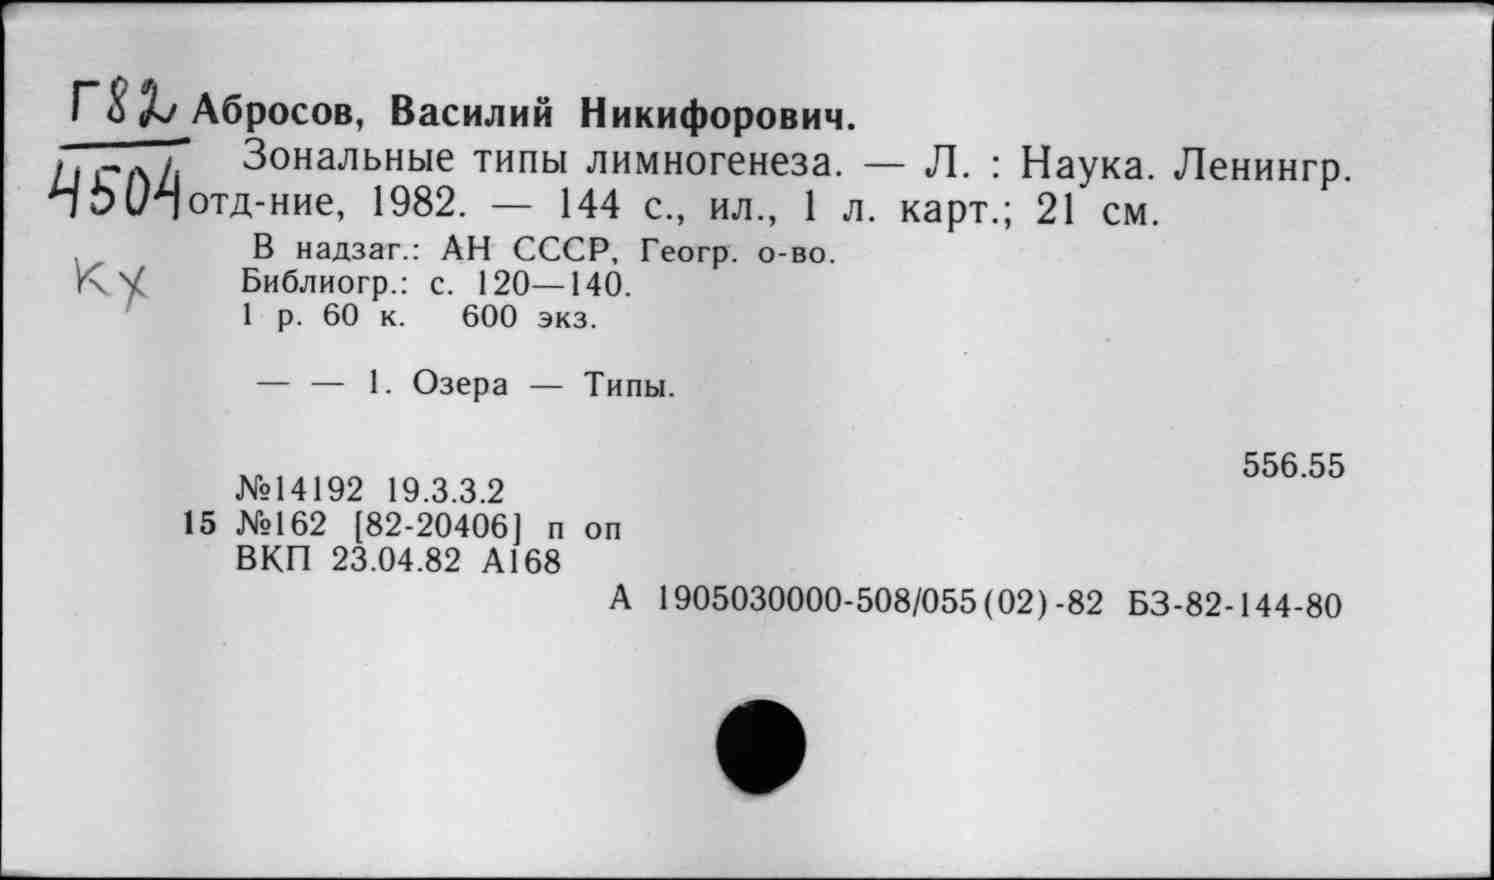 Г82 Абросов, Василий Никифорович.
4504 Зональные типы лимногенеза. — Л. : Наука. Ленингр.
отд-ние, 1982. — 144 с., ил., 1 л. карт.; 21 см.
В надзаг.: АН СССР, Геогр. о-во.
Библиогр.: с. 120—140.
1 р. 60 к. 600 экз.
— — 1. Озера — Типы.
556.55
№14192 19.3.3.2
15 №162 [82-20406] п оп
ВКП 23.04.82 А168
А 1905030000-508/055(02)-82 БЗ-82-144-80